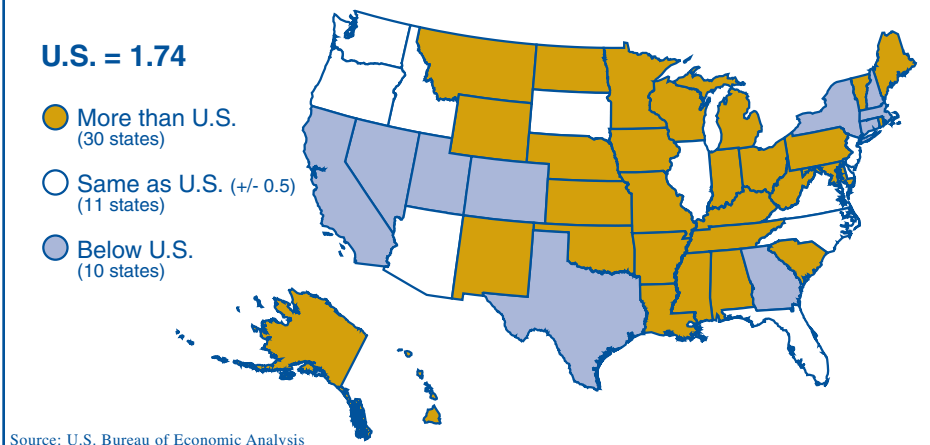 U.S. = 1.74
More than U.S.
(30 states)
Same as U.S. (+/- 0.5)
(11 states)
Below U.S.
(10 states)
Source: U.S. Bureau of Economic Analysis